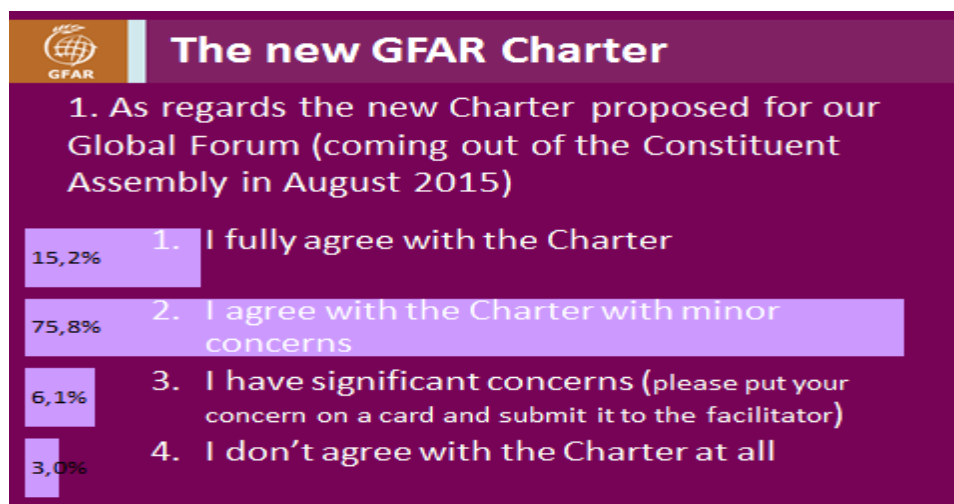 GFAR
The new GFAR Charter
1. As regards the new Charter proposed for our
Global Forum (coming out of the Constituent
Assembly in August 2015)
15,2%
1. I fully agree with the Charter
75,8%
2. I agree with the Charter with minor
concerns
6,1%
3. I have significant concerns (please put your
concern on a card and submit it to the facilitator)
3,0%
4. I don’t agree with the Charter at all